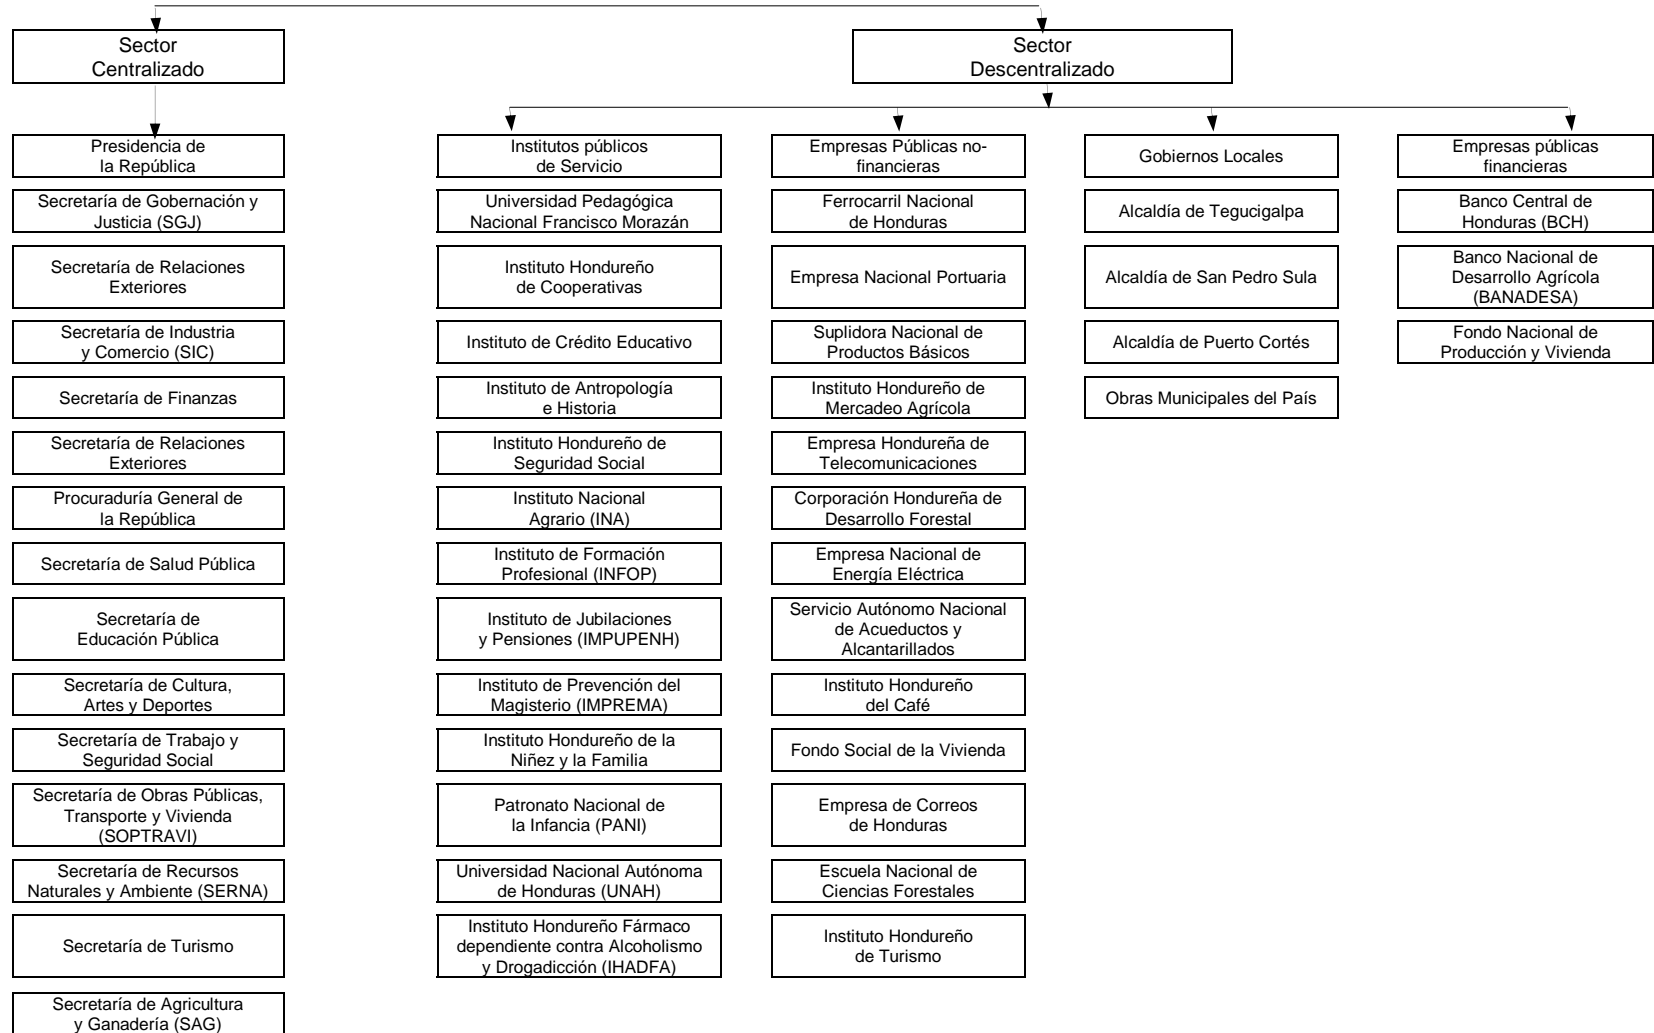 Sector
Centralizado
Sector
Descentralizado
Presidencia de
la República
Secretaría de Gobernación y
Justicia (SGJ)
Secretaría de Relaciones
Exteriores
Secretaría de Industria
y Comercio (SIC)
Secretaría de Finanzas
Secretaría de Relaciones
Exteriores
Procuraduría General de
la República
Secretaría de Salud Pública
Secretaría de
Educación Pública
Secretaría de Cultura,
Artes y Deportes
Secretaría de Trabajo y
Seguridad Social
Secretaría de Obras Públicas,
Transporte y Vivienda
(SOPTRAVI)
Secretaría de Recursos
Naturales y Ambiente (SERNA)
Secretaría de Turismo
Secretaría de Agricultura
y Ganadería (SAG)
Institutos públicos
de Servicio
Universidad Pedagógica
Nacional Francisco Morazán
Instituto Hondureño
de Cooperativas
Instituto de Crédito Educativo
Instituto de Antropología
e Historia
Instituto Hondureño de
Seguridad Social
Instituto Nacional
Agrario (INA)
Instituto de Formación
Profesional (INFOP)
Instituto de Jubilaciones
y Pensiones (IMPUPENH)
Instituto de Prevención del
Magisterio (IMPREMA)
Instituto Hondureño de la
Niñez y la Familia
Patronato Nacional de
la Infancia (PANI)
Universidad Nacional Autónoma
de Honduras (UNAH)
Instituto Hondureño Fármaco
dependiente contra Alcoholismo
y Drogadicción (IHADFA)
Empresas Públicas no-
financieras
Ferrocarril Nacional
de Honduras
Empresa Nacional Portuaria
Suplidora Nacional de
Productos Básicos
Instituto Hondureño de
Mercadeo Agrícola
Empresa Hondureña de
Telecomunicaciones
Corporación Hondureña de
Desarrollo Forestal
Empresa Nacional de
Energía Eléctrica
Servicio Autónomo Nacional
de Acueductos y
Alcantarillados
Instituto Hondureño
del Café
Fondo Social de la Vivienda
Empresa de Correos
de Honduras
Escuela Nacional de
Ciencias Forestales
Instituto Hondureño
de Turismo
Gobiernos Locales
Alcaldía de Tegucigalpa
Alcaldía de San Pedro Sula
Alcaldía de Puerto Cortés
Obras Municipales del País
Empresas públicas
financieras
Banco Central de
Honduras (BCH)
Banco Nacional de
Desarrollo Agrícola
(BANADESA)
Fondo Nacional de
Producción y Vivienda